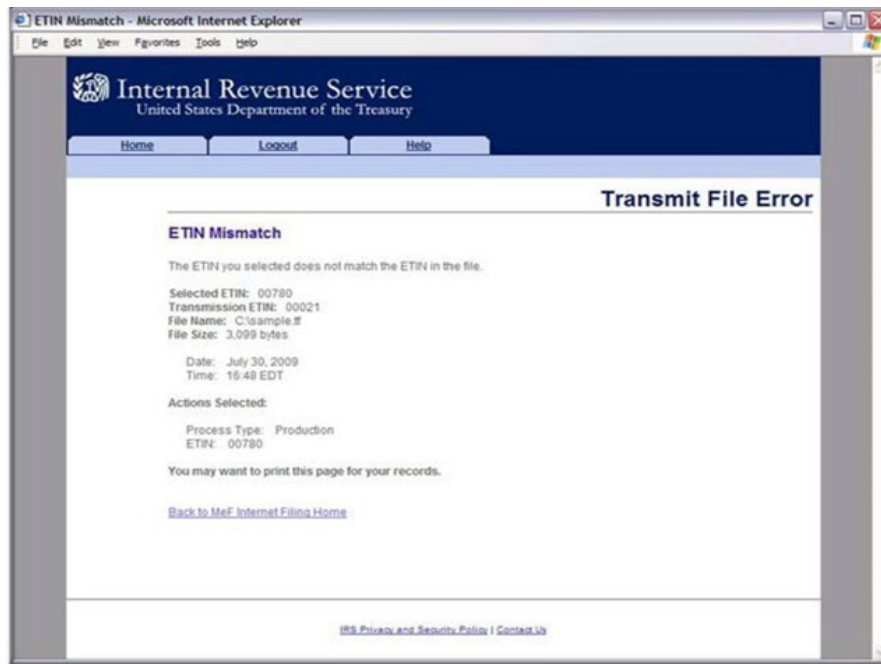 ETIN Mismatch - Microsoft Internet Explorer
File Edit View Favorites Tools Help
Internal Revenue Service
United States Department of the Treasury
Home Logout Help
Transmit File Error
ETIN Mismatch
The ETIN you selected does not match the ETIN in the file.
Selected ETIN: 00780
Transmission ETIN: 00021
File Name: C:\sample.tf
File Size: 3,099 bytes
Date: July 30, 2009
Time: 16:48 EDT
Actions Selected:
Process Type: Production
ETIN: 00780
You may want to print this page for your records.
Back to MeF Internet Filing Home
IRS Privacy and Security Policy | Contact Us